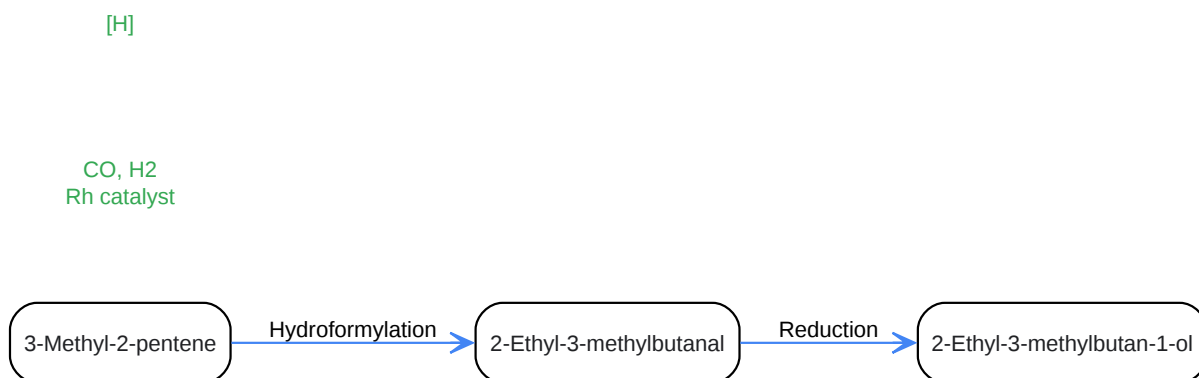 [H]
CO, H2
Rh catalyst
3-Methyl-2-pentene
Hydroformylation
2-Ethyl-3-methylbutanal
Reduction
2-Ethyl-3-methylbutan-1-ol